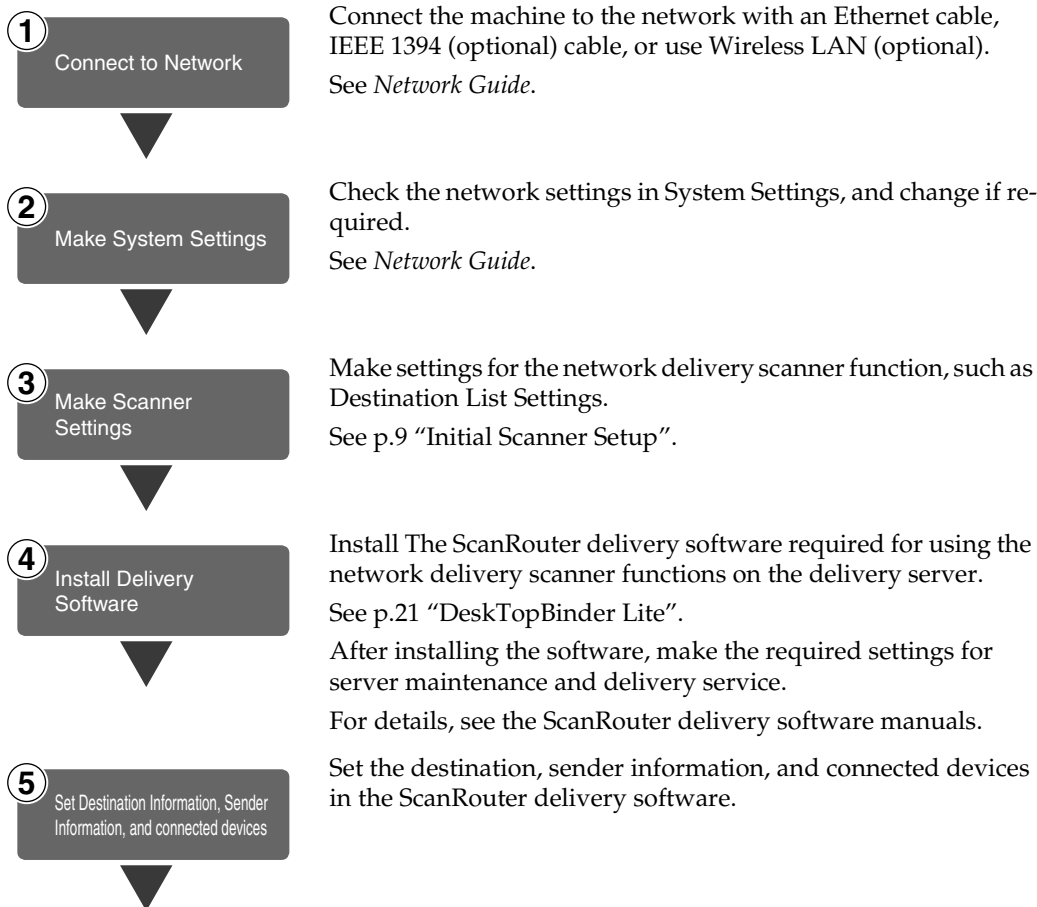 1
Connect to Network
Connect the machine to the network with an Ethernet cable,
IEEE 1394 (optional) cable, or use Wireless LAN (optional).
See Network Guide.
2
Make System Settings
Check the network settings in System Settings, and change if re-
quired.
See Network Guide.
3
Make Scanner
Settings
Make settings for the network delivery scanner function, such as
Destination List Settings.
See p.9 “Initial Scanner Setup”.
4
Install Delivery
Software
Install The ScanRouter delivery software required for using the
network delivery scanner functions on the delivery server.
See p.21 “DeskTopBinder Lite”.
After installing the software, make the required settings for
server maintenance and delivery service.
For details, see the ScanRouter delivery software manuals.
5
Set Destination Information, Sender
Information, and connected devices
Set the destination, sender information, and connected devices
in the ScanRouter delivery software.